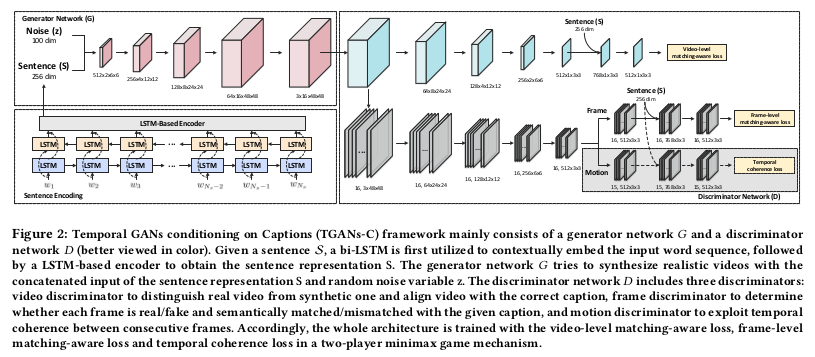 Generator Network (G)
Noise (z)
100 dim
Sentence (S)
256 dim
512x2x6x6
256x4x12x12
128x8x24x24
64x16x48x48
3x16x48x48
LSTM-Based Encoder
LSTM LSTM LSTM ... LSTM LSTM LSTM
LSTM LSTM LSTM ... LSTM LSTM LSTM
w1 w2 w3 ... wNs-2 wNs-1 wNs
Sentence Encoding
64x8x24x24
128x4x12x12
256x2x6x6
512x1x3x3
Sentence (S)
256 dim
768x1x3x3
512x1x3x3
Video-level
matching-aware loss
...
16, 3x48x48
...
16, 64x24x24
...
16, 128x12x12
16, 256x6x6
16, 512x3x3
Sentence (S)
256 dim
Frame
16, 512x3x3
16, 768x3x3
16, 512x3x3
Frame-level
matching-aware loss
Motion
15, 512x3x3
15, 768x3x3
15, 512x3x3
Temporal
coherence loss
Discriminator Network (D)
Figure 2: Temporal GANs conditioning on Captions (TGANs-C) framework mainly consists of a generator network G and a discriminator
network D (better viewed in color). Given a sentence S, a bi-LSTM is first utilized to contextually embed the input word sequence, followed
by a LSTM-based encoder to obtain the sentence representation S. The generator network G tries to synthesize realistic videos with the
concatenated input of the sentence representation S and random noise variable z. The discriminator network D includes three discriminators:
video discriminator to distinguish real video from synthetic one and align video with the correct caption, frame discriminator to determine
whether each frame is real/fake and semantically matched/mismatched with the given caption, and motion discriminator to exploit temporal
coherence between consecutive frames. Accordingly, the whole architecture is trained with the video-level matching-aware loss, frame-level
matching-aware loss and temporal coherence loss in a two-player minimax game mechanism.